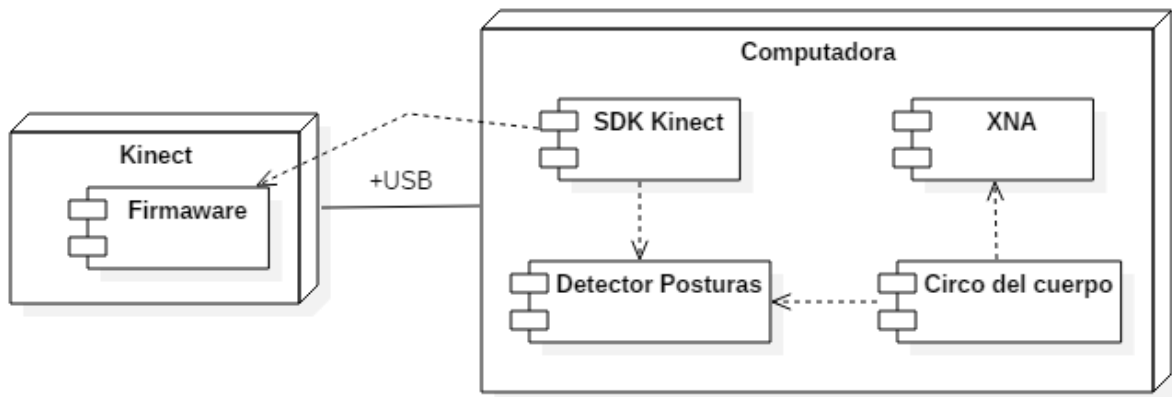 Computadora
SDK Kinect
XNA
Kinect
+USB
Firmaware
Detector Posturas
Circo del cuerpo